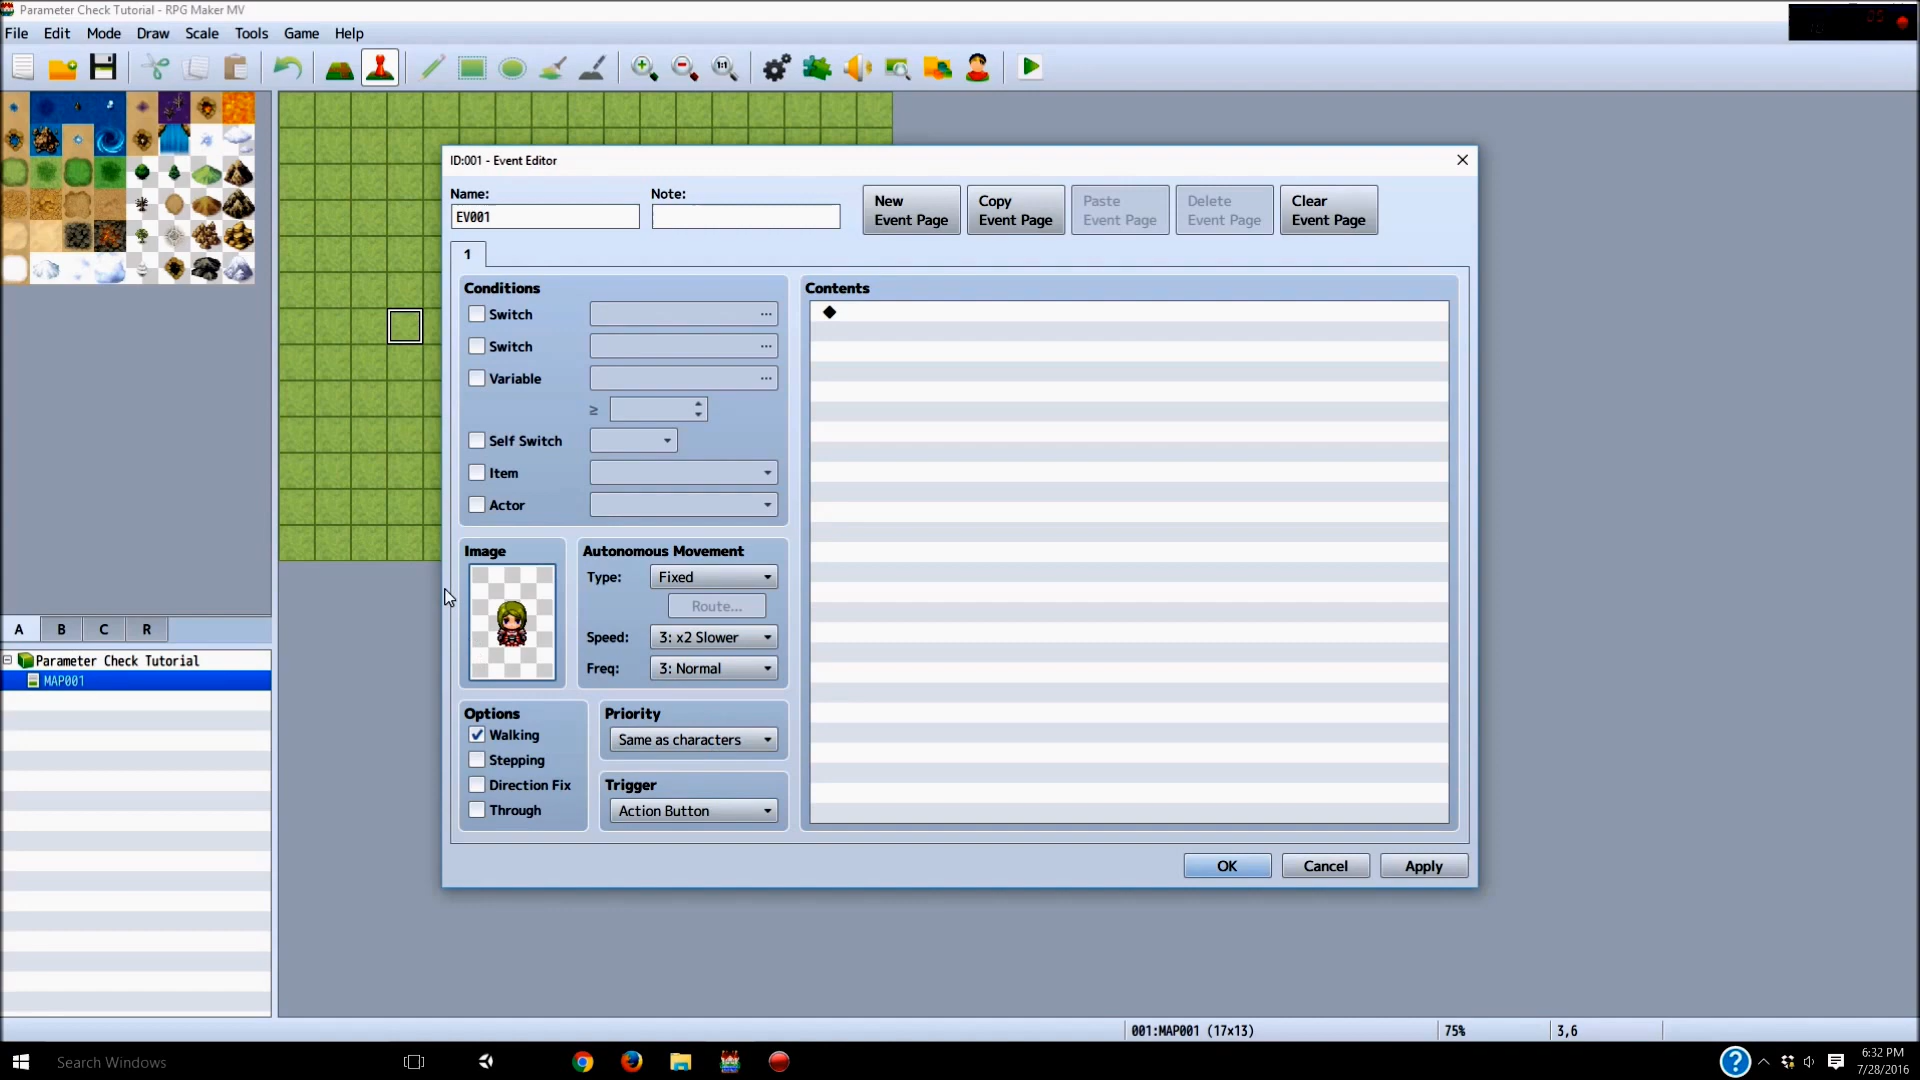 Parameter Check Tutorial - RPG Maker MV
File Edit Mode Draw Scale Tools Game Help
1:1
ID:001 - Event Editor
Name:
Note:
EV001
New Event Page
Copy Event Page
Paste Event Page
Delete Event Page
Clear Event Page
1
Conditions
Switch ...
Switch ...
Variable ...
≥
Self Switch
Item
Actor
Image
Autonomous Movement
Type: Fixed
Route...
Speed: 3: x2 Slower
Freq: 3: Normal
Options
Walking
Stepping
Direction Fix
Through
Priority
Same as characters
Trigger
Action Button
Contents
◆
OK Cancel Apply
A B C R
Parameter Check Tutorial
MAP001
001:MAP001 (17x13) 75% 3,6
Search Windows
6:32 PM
7/28/2016